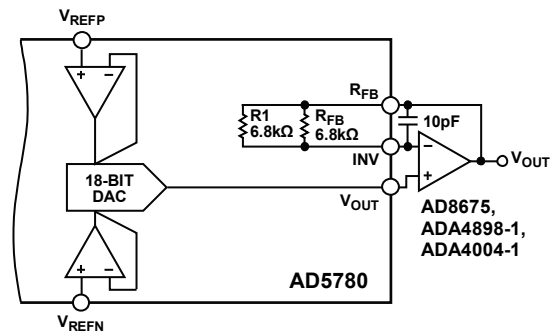 VREFP
+ –
R1
6.8kΩ
RFB
6.8kΩ
RFB
10pF
INV
–
+
VOUT
18-BIT
DAC
VOUT
AD8675,
ADA4898-1,
ADA4004-1
+ –
AD5780
VREFN